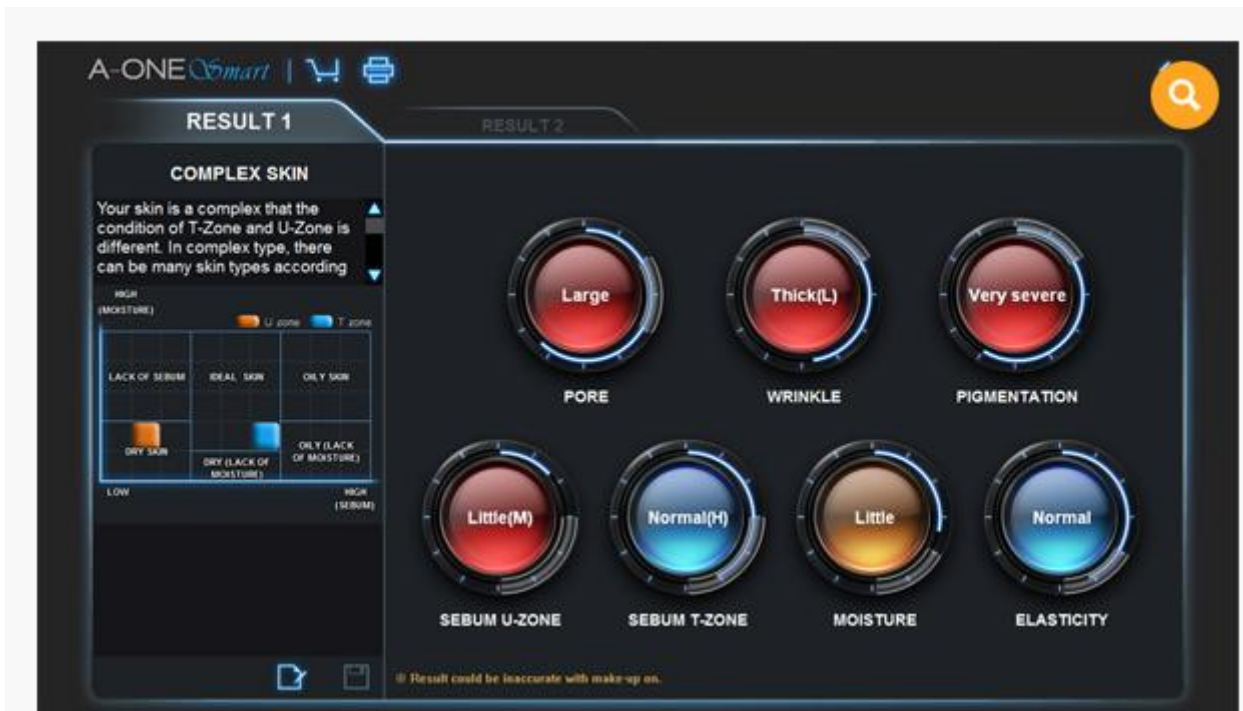 A-ONE Smart
RESULT 1
RESULT 2
COMPLEX SKIN
Your skin is a complex that the
condition of T-Zone and U-Zone is
different. In complex type, there
can be many skin types according
HIGH
(MOISTURE)
U zone
T zone
LACK OF SEBUM
IDEAL SKIN
OILY SKIN
DRY SKIN
DRY (LACK OF
MOISTURE)
OILY (LACK
OF MOISTURE)
LOW
HIGH
(SEBUM)
Large
PORE
Thick(L)
WRINKLE
Very severe
PIGMENTATION
Little(M)
SEBUM U-ZONE
Normal(H)
SEBUM T-ZONE
Little
MOISTURE
Normal
ELASTICITY
※ Result could be inaccurate with make-up on.